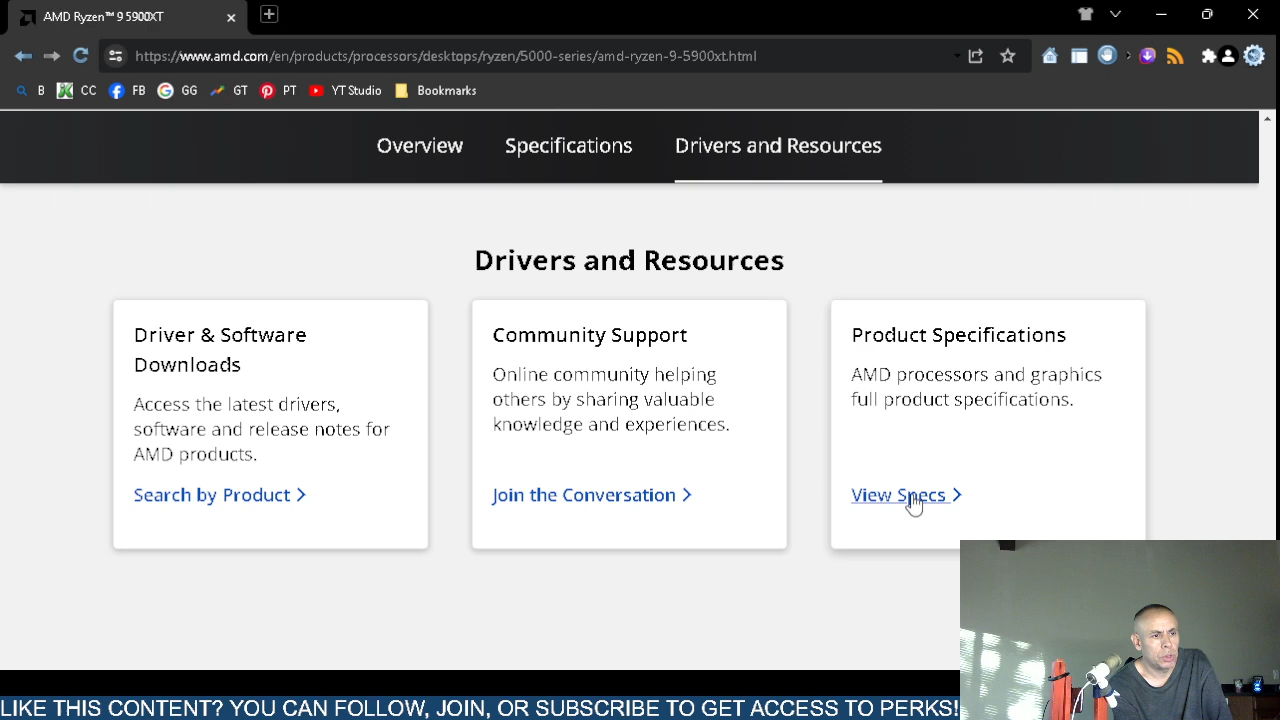 AMD Ryzen™ 9 5900XT
https://www.amd.com/en/products/processors/desktops/ryzen/5000-series/amd-ryzen-9-5900xt.html
B CC FB GG GT PT YT Studio Bookmarks
Overview Specifications Drivers and Resources
Drivers and Resources
Driver & Software
Downloads
Access the latest drivers,
software and release notes for
AMD products.
Search by Product >
Community Support
Online community helping
others by sharing valuable
knowledge and experiences.
Join the Conversation >
Product Specifications
AMD processors and graphics
full product specifications.
View Specs >
LIKE THIS CONTENT? YOU CAN FOLLOW, JOIN, OR SUBSCRIBE TO GET ACCESS TO PERKS!